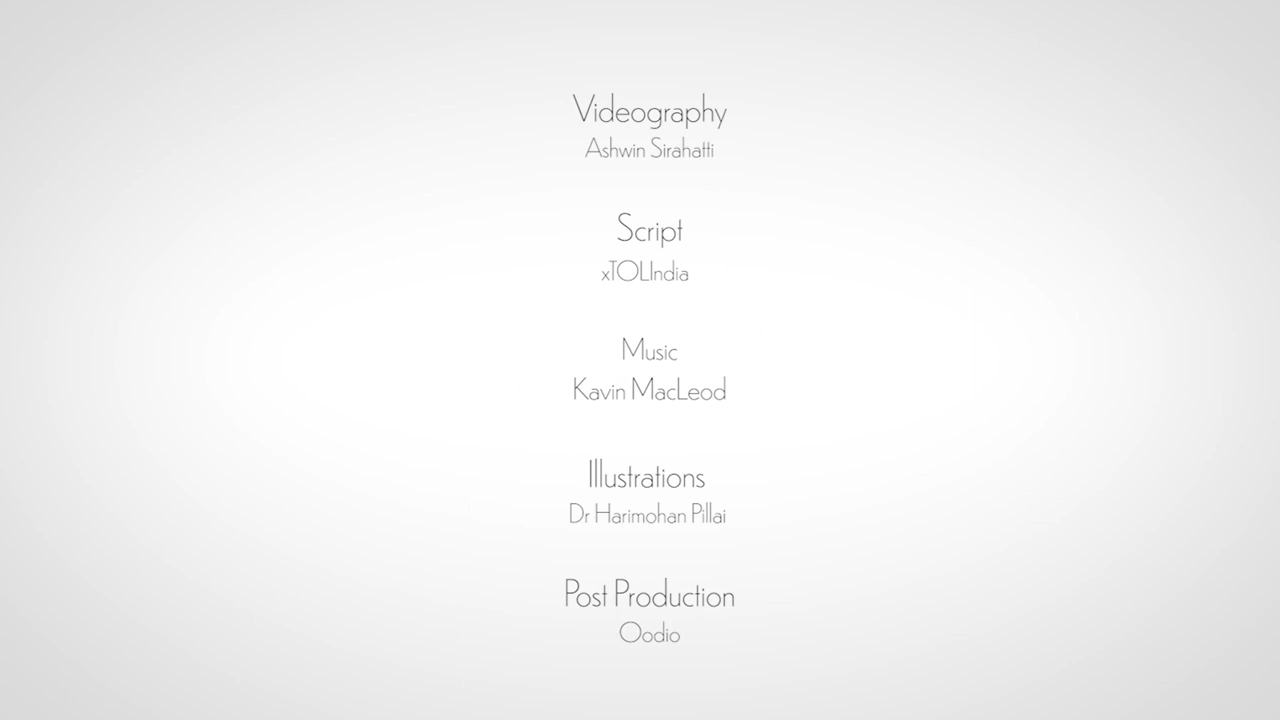 Videography
Ashwin Sirahatti
Script
xTOLIndia
Music
Kavin MacLeod
Illustrations
Dr Harimohan Pillai
Post Production
Oodio